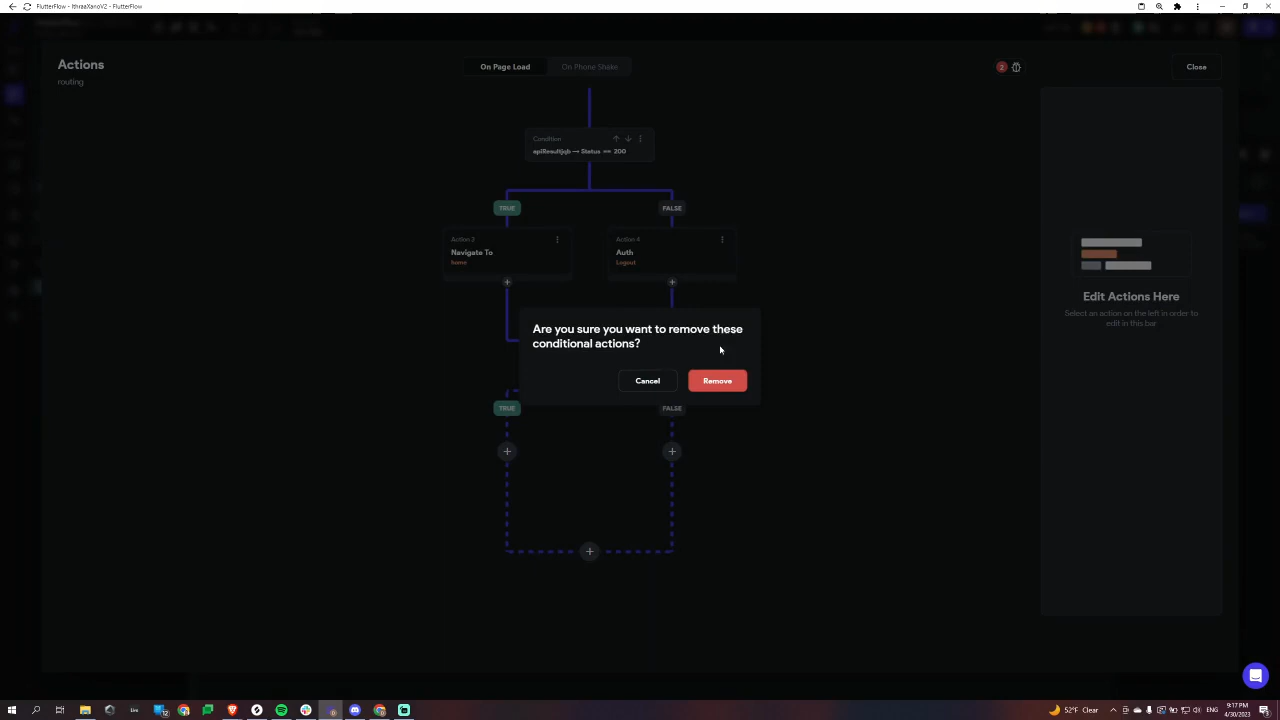 FlutterFlow - IthraaXanoV2 - FlutterFlow
Actions
routing
On Page Load
On Phone Shake
2
Close
Condition
apiResultjqb → Status == 200
TRUE
FALSE
Action 3
Navigate To
home
Action 4
Auth
Logout
Edit Actions Here
Select an action on the left in order to
edit in this bar
Are you sure you want to remove these
conditional actions?
Cancel
Remove
TRUE
FALSE
52°F Clear
ENG
9:17 PM
4/30/2023